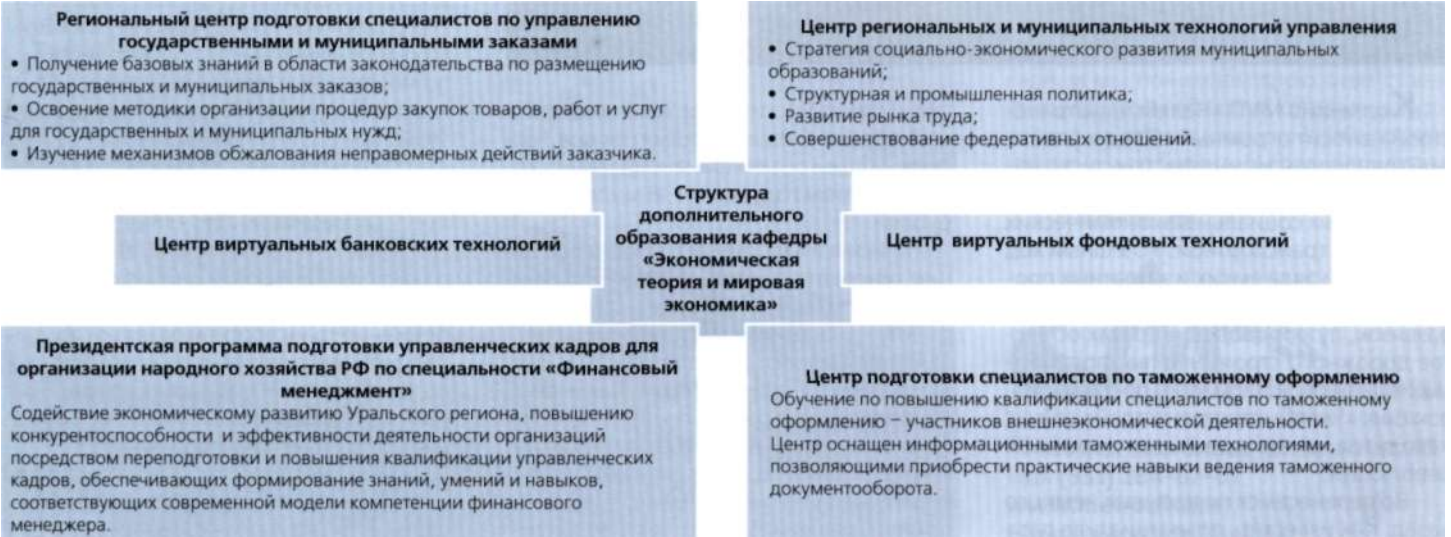 Региональный центр подготовки специалистов по управлению
государственными и муниципальными заказами
• Получение базовых знаний в области законодательства по размещению
государственных и муниципальных заказов;
• Освоение методики организации процедур закупок товаров, работ и услуг
для государственных и муниципальных нужд;
• Изучение механизмов обжалования неправомерных действий заказчика.
Центр региональных и муниципальных технологий управления
• Стратегия социально-экономического развития муниципальных
образований;
• Структурная и промышленная политика;
• Развитие рынка труда;
• Совершенствование федеративных отношений.
Центр виртуальных банковских технологий
Структура
дополнительного
образования кафедры
«Экономическая
теория и мировая
экономика»
Центр виртуальных фондовых технологий
Президентская программа подготовки управленческих кадров для
организации народного хозяйства РФ по специальности «Финансовый
менеджмент»
Содействие экономическому развитию Уральского региона, повышению
конкурентоспособности и эффективности деятельности организаций
посредством переподготовки и повышения квалификации управленческих
кадров, обеспечивающих формирование знаний, умений и навыков,
соответствующих современной модели компетенции финансового
менеджера.
Центр подготовки специалистов по таможенному оформлению
Обучение по повышению квалификации специалистов по таможенному
оформлению – участников внешнеэкономической деятельности.
Центр оснащен информационными таможенными технологиями,
позволяющими приобрести практические навыки ведения таможенного
документооборота.